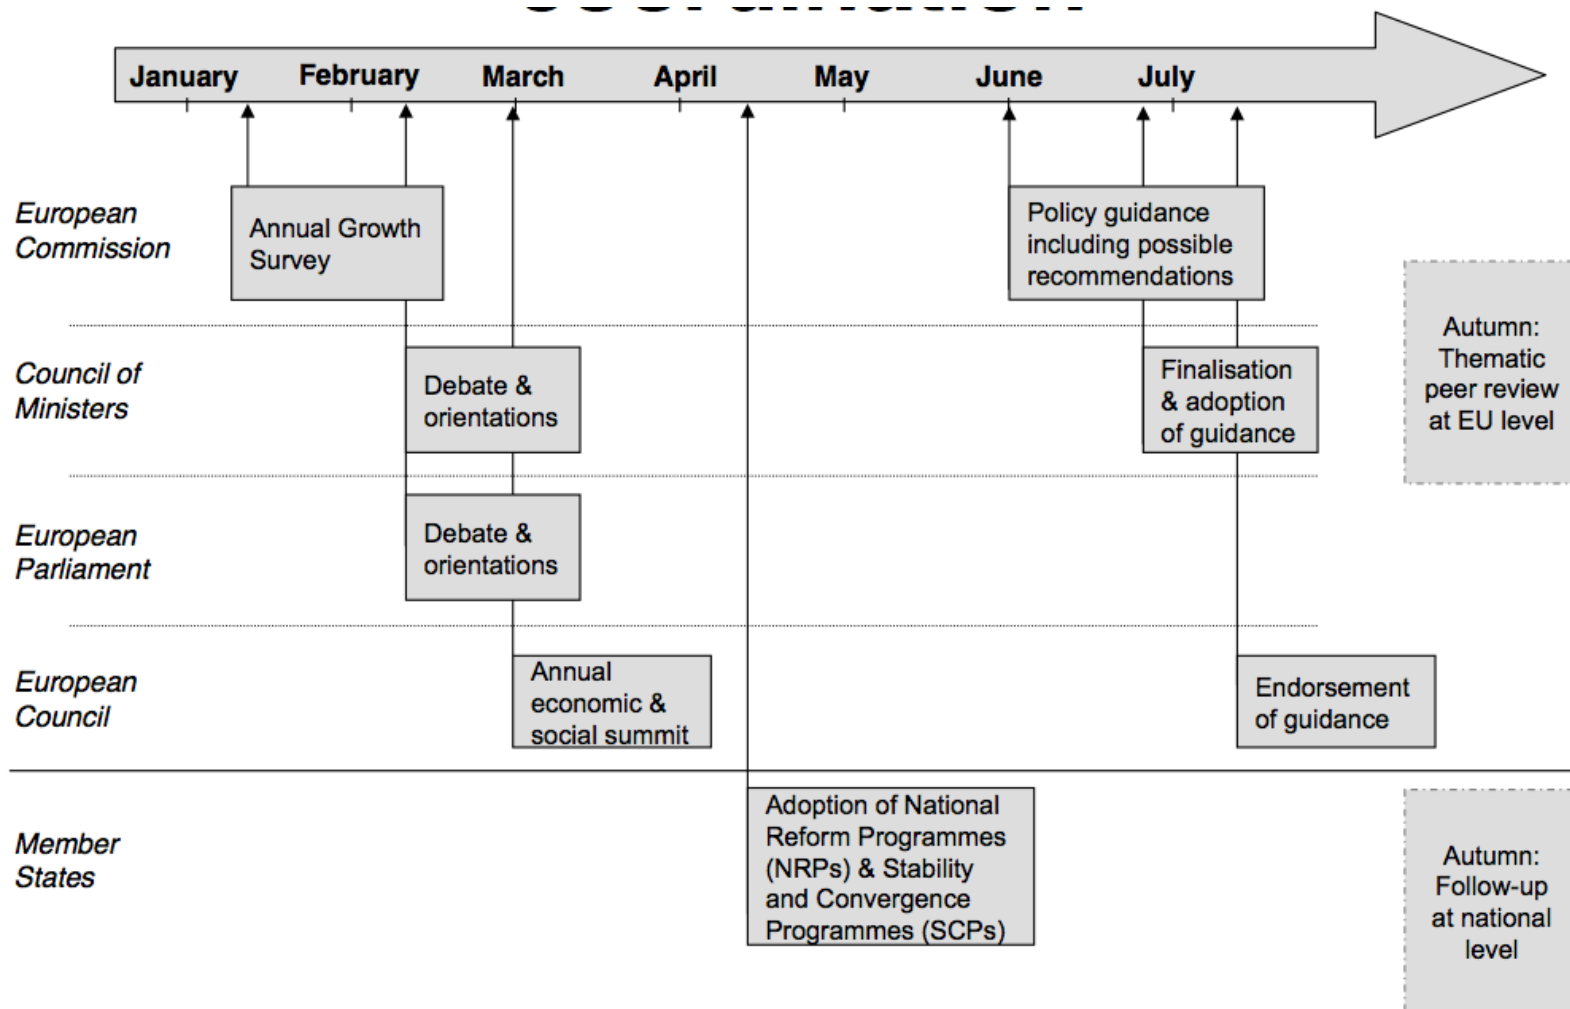 January February March April May June July
European
Commission
Annual Growth
Survey
Policy guidance
including possible
recommendations
Council of
Ministers
Debate &
orientations
Finalisation
& adoption
of guidance
Autumn:
Thematic
peer review
at EU level
European
Parliament
Debate &
orientations
European
Council
Annual
economic &
social summit
Endorsement
of guidance
Member
States
Adoption of National
Reform Programmes
(NRPs) & Stability
and Convergence
Programmes (SCPs)
Autumn:
Follow-up
at national
level